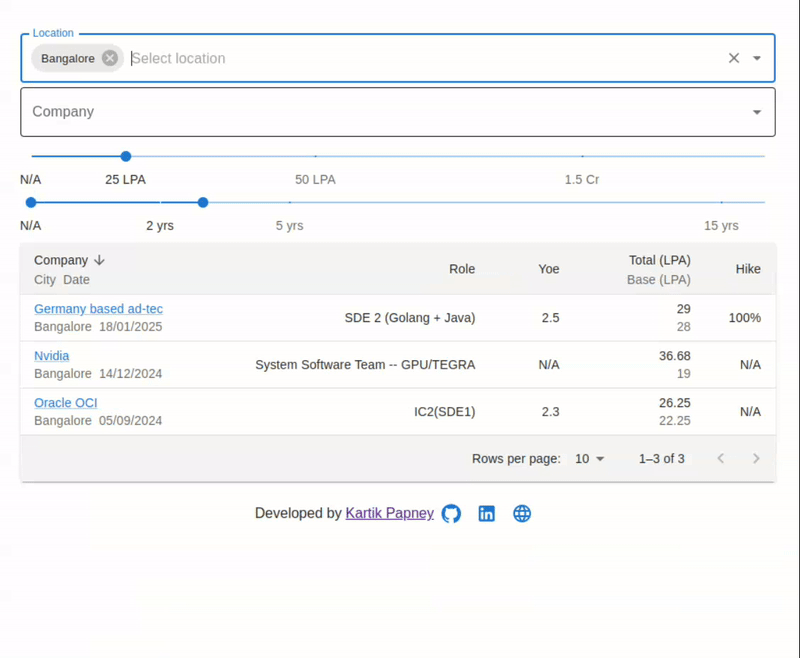 Location
Bangalore Select location
Company
N/A 25 LPA 50 LPA 1.5 Cr
N/A 2 yrs 5 yrs 15 yrs
Company Role Yoe Total (LPA) Hike
City Date Base (LPA)
Germany based ad-tec SDE 2 (Golang + Java) 2.5 29 100%
Bangalore 18/01/2025 28
Nvidia System Software Team -- GPU/TEGRA N/A 36.68 N/A
Bangalore 14/12/2024 19
Oracle OCI IC2(SDE1) 2.3 26.25 N/A
Bangalore 05/09/2024 22.25
Rows per page: 10 1–3 of 3
Developed by Kartik Papney